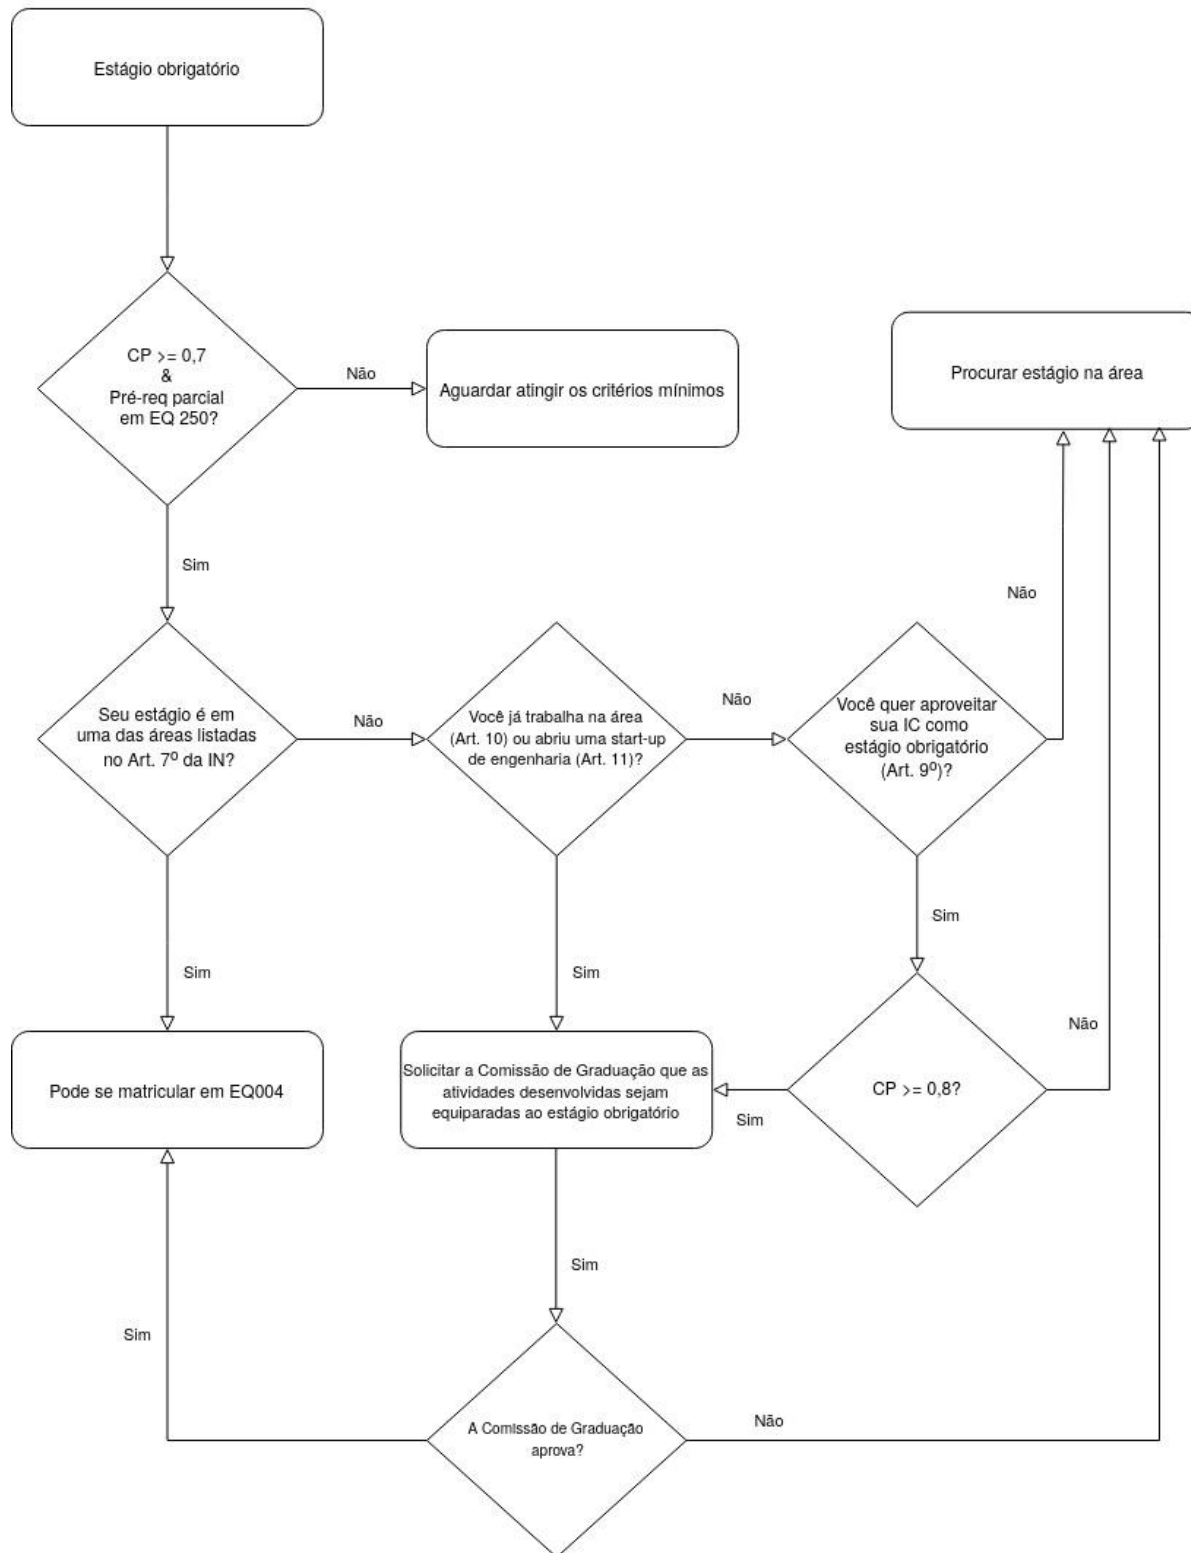 Estágio obrigatório
CP >= 0,7
&
Pré-req parcial
em EQ 250?
Não
Aguardar atingir os critérios mínimos
Procurar estágio na área
Sim
Não
Seu estágio é em
uma das áreas listadas
no Art. 7º da IN?
Não
Você já trabalha na área
(Art. 10) ou abriu uma start-up
de engenharia (Art. 11)?
Não
Você quer aproveitar
sua IC como
estágio obrigatório
(Art. 9º)?
Sim
Sim
Sim
Não
Pode se matricular em EQ004
Solicitar a Comissão de Graduação que as
atividades desenvolvidas sejam
equiparadas ao estágio obrigatório
Sim
CP >= 0,8?
Sim
Sim
A Comissão de Graduação
aprova?
Não